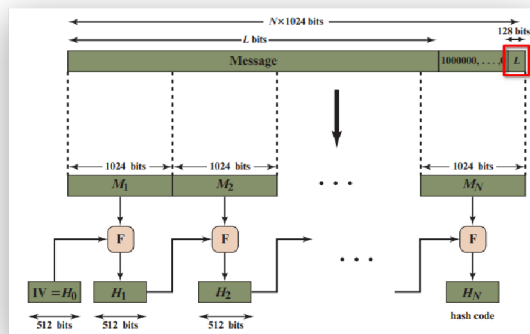 N×1024 bits
L bits
128 bits
Message
1000000, . . . ,0
L
1024 bits
1024 bits
1024 bits
M1
M2
• • •
MN
F
F
F
• • •
IV = H0
H1
H2
HN
512 bits
512 bits
512 bits
hash code